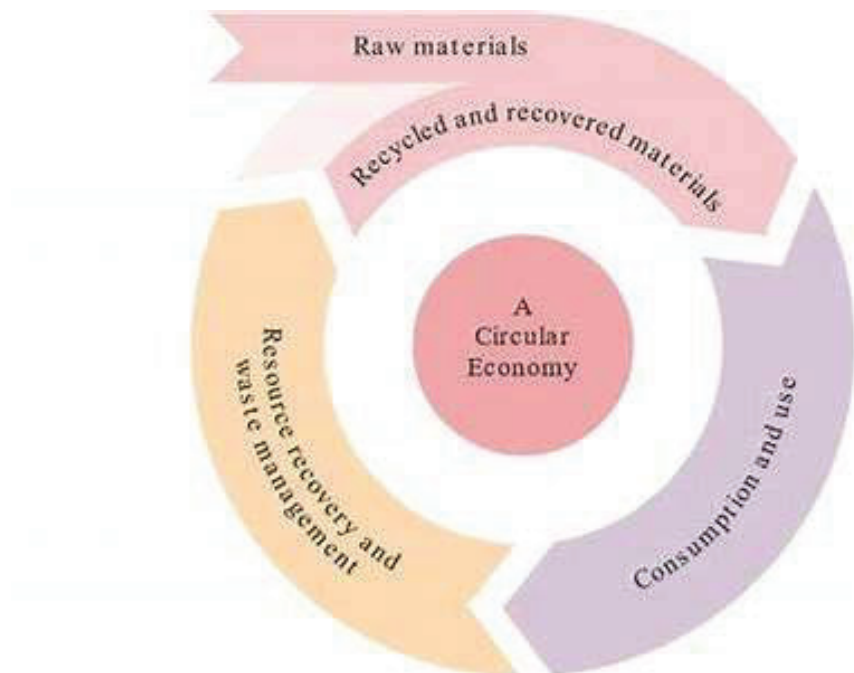 Raw materials
Recycled and recovered materials
A
Circular
Economy
Consumption and use
Resource recovery and
waste management